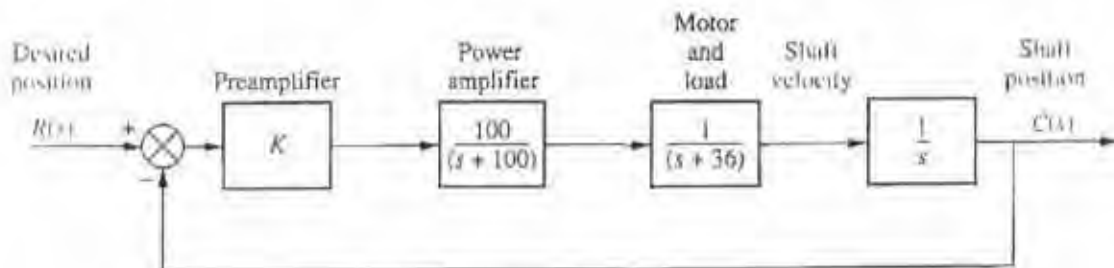 Desired
position
Preamplifier
Power
amplifier
Motor
and
load
Shaft
velocity
Shaft
position
R(s)
+
−
K
100
(s + 100)
1
(s + 36)
1
s
C(s)